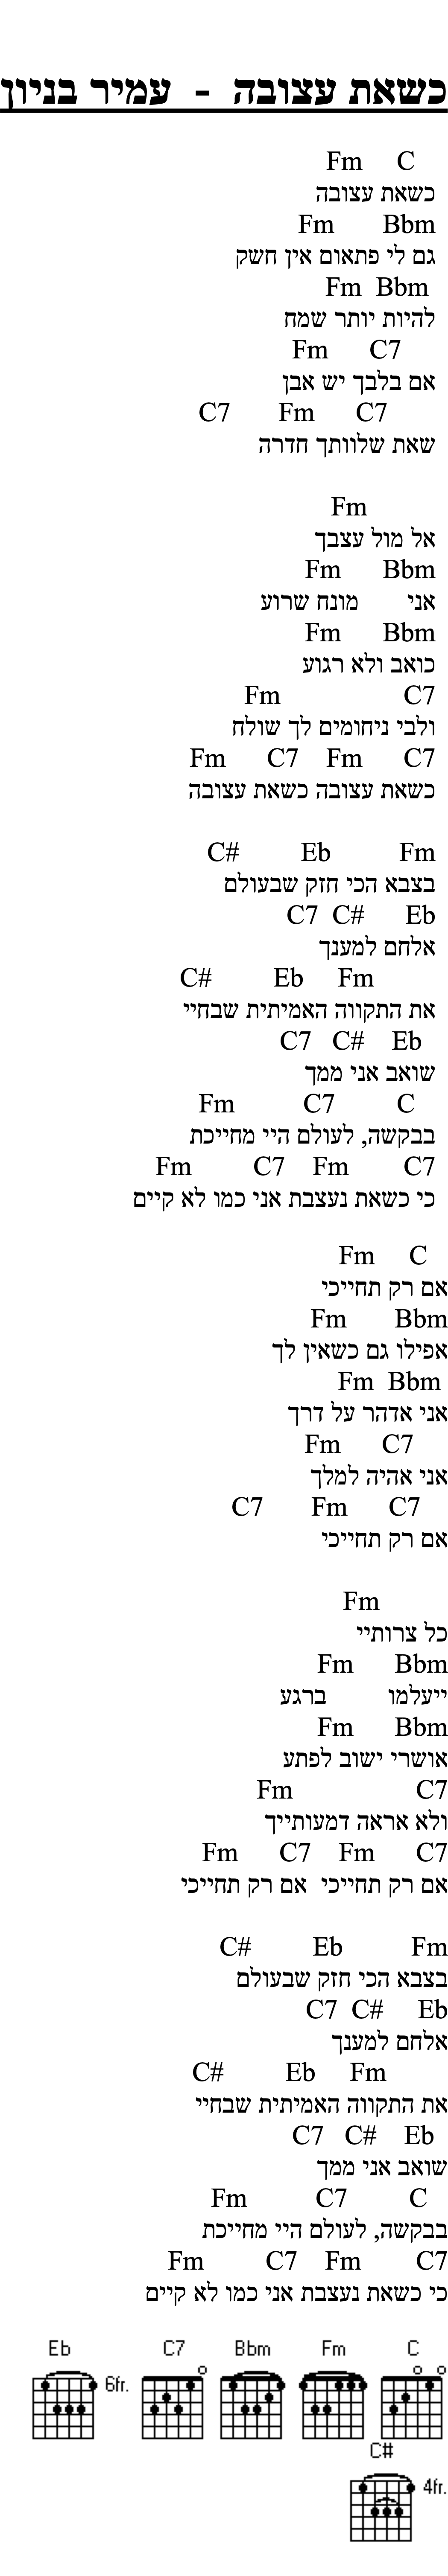 כשאת עצובה - עמיר בניון
Fm C
כשאת עצובה
Fm Bbm
גם לי פתאום אין חשק
Fm Bbm
להיות יותר שמח
Fm C7
אם בלבך יש אבן
C7 Fm C7
שאת שלוותך חדרה
Fm
אל מול עצבך
Fm Bbm
אני מונח שרוע
Fm Bbm
כואב ולא רגוע
Fm C7
ולבי ניחומים לך שולח
Fm C7 Fm C7
כשאת עצובה כשאת עצובה
C# Eb Fm
בצבא הכי חזק שבעולם
C7 C# Eb
אלחם למענך
C# Eb Fm
את התקווה האמיתית שבחיי
C7 C# Eb
שואב אני ממך
Fm C7 C
בבקשה, לעולם היי מחייכת
Fm C7 Fm C7
כי כשאת נעצבת אני כמו לא קיים
Fm C
אם רק תחייכי
Fm Bbm
אפילו גם כשאין לך
Fm Bbm
אני אדהר על דרך
Fm C7
אני אהיה למלך
C7 Fm C7
אם רק תחייכי
Fm
כל צרותיי
Fm Bbm
ייעלמו ברגע
Fm Bbm
אושרי ישוב לפתע
Fm C7
ולא אראה דמעותייך
Fm C7 Fm C7
אם רק תחייכי אם רק תחייכי
C# Eb Fm
בצבא הכי חזק שבעולם
C7 C# Eb
אלחם למענך
C# Eb Fm
את התקווה האמיתית שבחיי
C7 C# Eb
שואב אני ממך
Fm C7 C
בבקשה, לעולם היי מחייכת
Fm C7 Fm C7
כי כשאת נעצבת אני כמו לא קיים
Eb C7 Bbm Fm C
6fr.
C#
4fr.